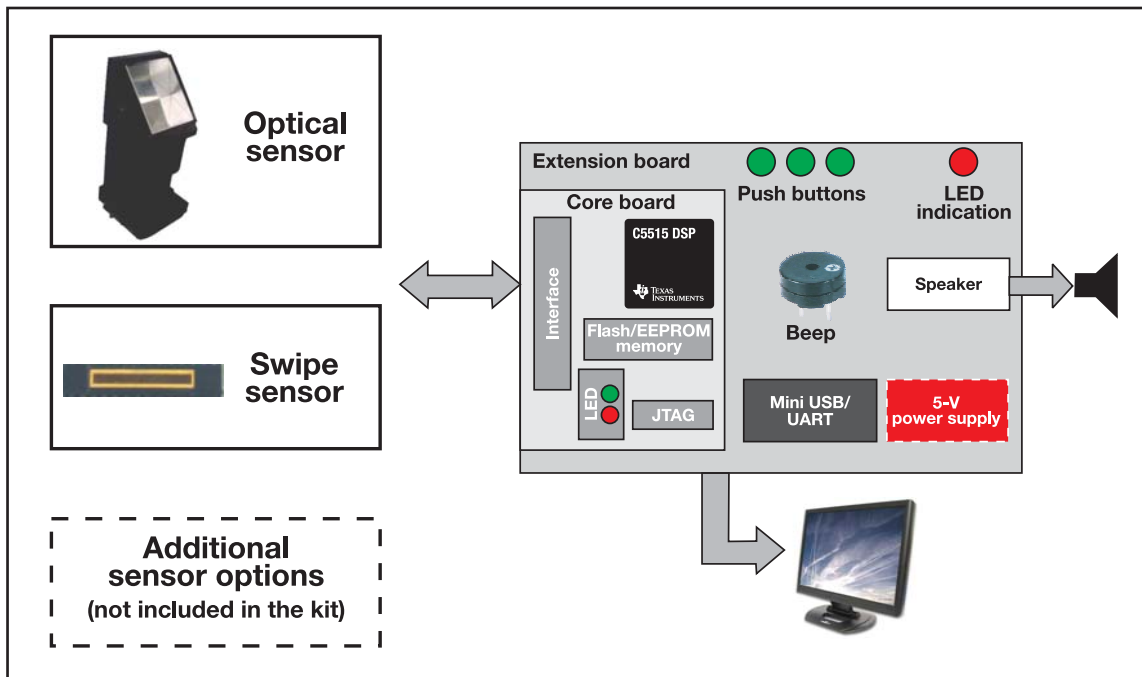 Optical
sensor
Swipe
sensor
Additional
sensor options
(not included in the kit)
Extension board
Core board
Interface
C5515 DSP
TEXAS
INSTRUMENTS
Flash/EEPROM
memory
LED
JTAG
Push buttons
LED
indication
Beep
Speaker
Mini USB/
UART
5-V
power supply